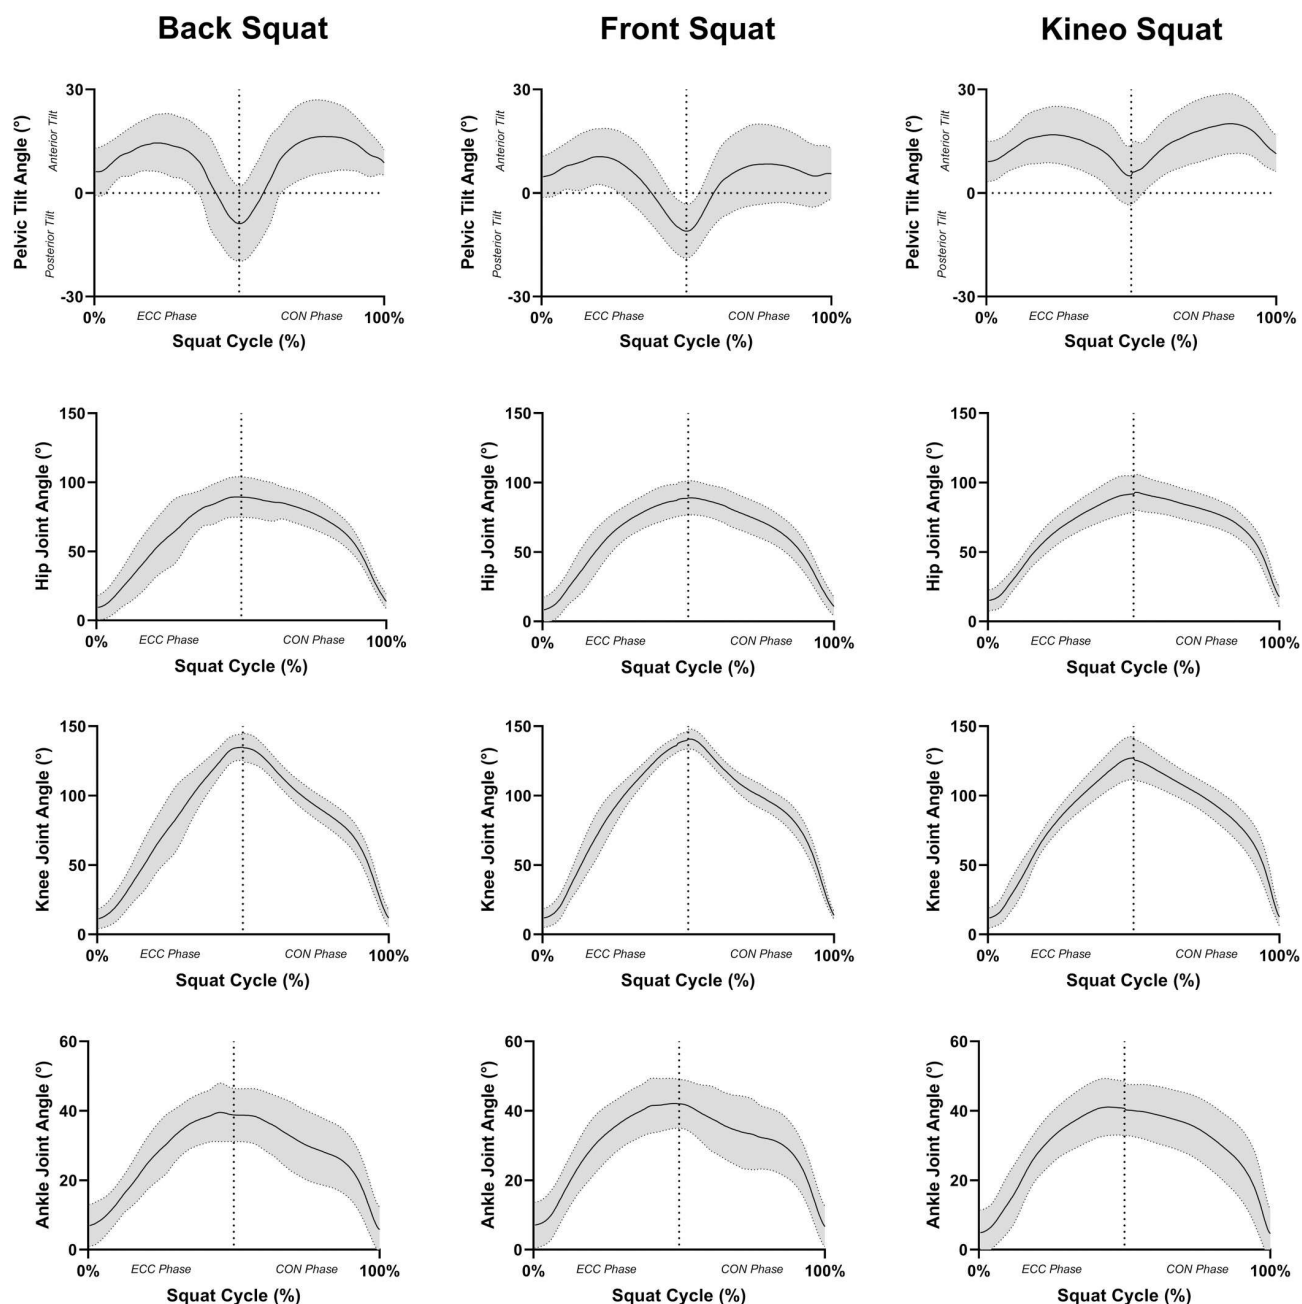 Back Squat
Front Squat
Kineo Squat
Pelvic Tilt Angle (°)
Anterior Tilt
Posterior Tilt
30
0
-30
0%
ECC Phase
CON Phase
100%
Squat Cycle (%)
Pelvic Tilt Angle (°)
Anterior Tilt
Posterior Tilt
30
0
-30
0%
ECC Phase
CON Phase
100%
Squat Cycle (%)
Pelvic Tilt Angle (°)
Anterior Tilt
Posterior Tilt
30
0
-30
0%
ECC Phase
CON Phase
100%
Squat Cycle (%)
Hip Joint Angle (°)
150
100
50
0
0%
ECC Phase
CON Phase
100%
Squat Cycle (%)
Hip Joint Angle (°)
150
100
50
0
0%
ECC Phase
CON Phase
100%
Squat Cycle (%)
Hip Joint Angle (°)
150
100
50
0
0%
ECC Phase
CON Phase
100%
Squat Cycle (%)
Knee Joint Angle (°)
150
100
50
0
0%
ECC Phase
CON Phase
100%
Squat Cycle (%)
Knee Joint Angle (°)
150
100
50
0
0%
ECC Phase
CON Phase
100%
Squat Cycle (%)
Knee Joint Angle (°)
150
100
50
0
0%
ECC Phase
CON Phase
100%
Squat Cycle (%)
Ankle Joint Angle (°)
60
40
20
0
0%
ECC Phase
CON Phase
100%
Squat Cycle (%)
Ankle Joint Angle (°)
60
40
20
0
0%
ECC Phase
CON Phase
100%
Squat Cycle (%)
Ankle Joint Angle (°)
60
40
20
0
0%
ECC Phase
CON Phase
100%
Squat Cycle (%)